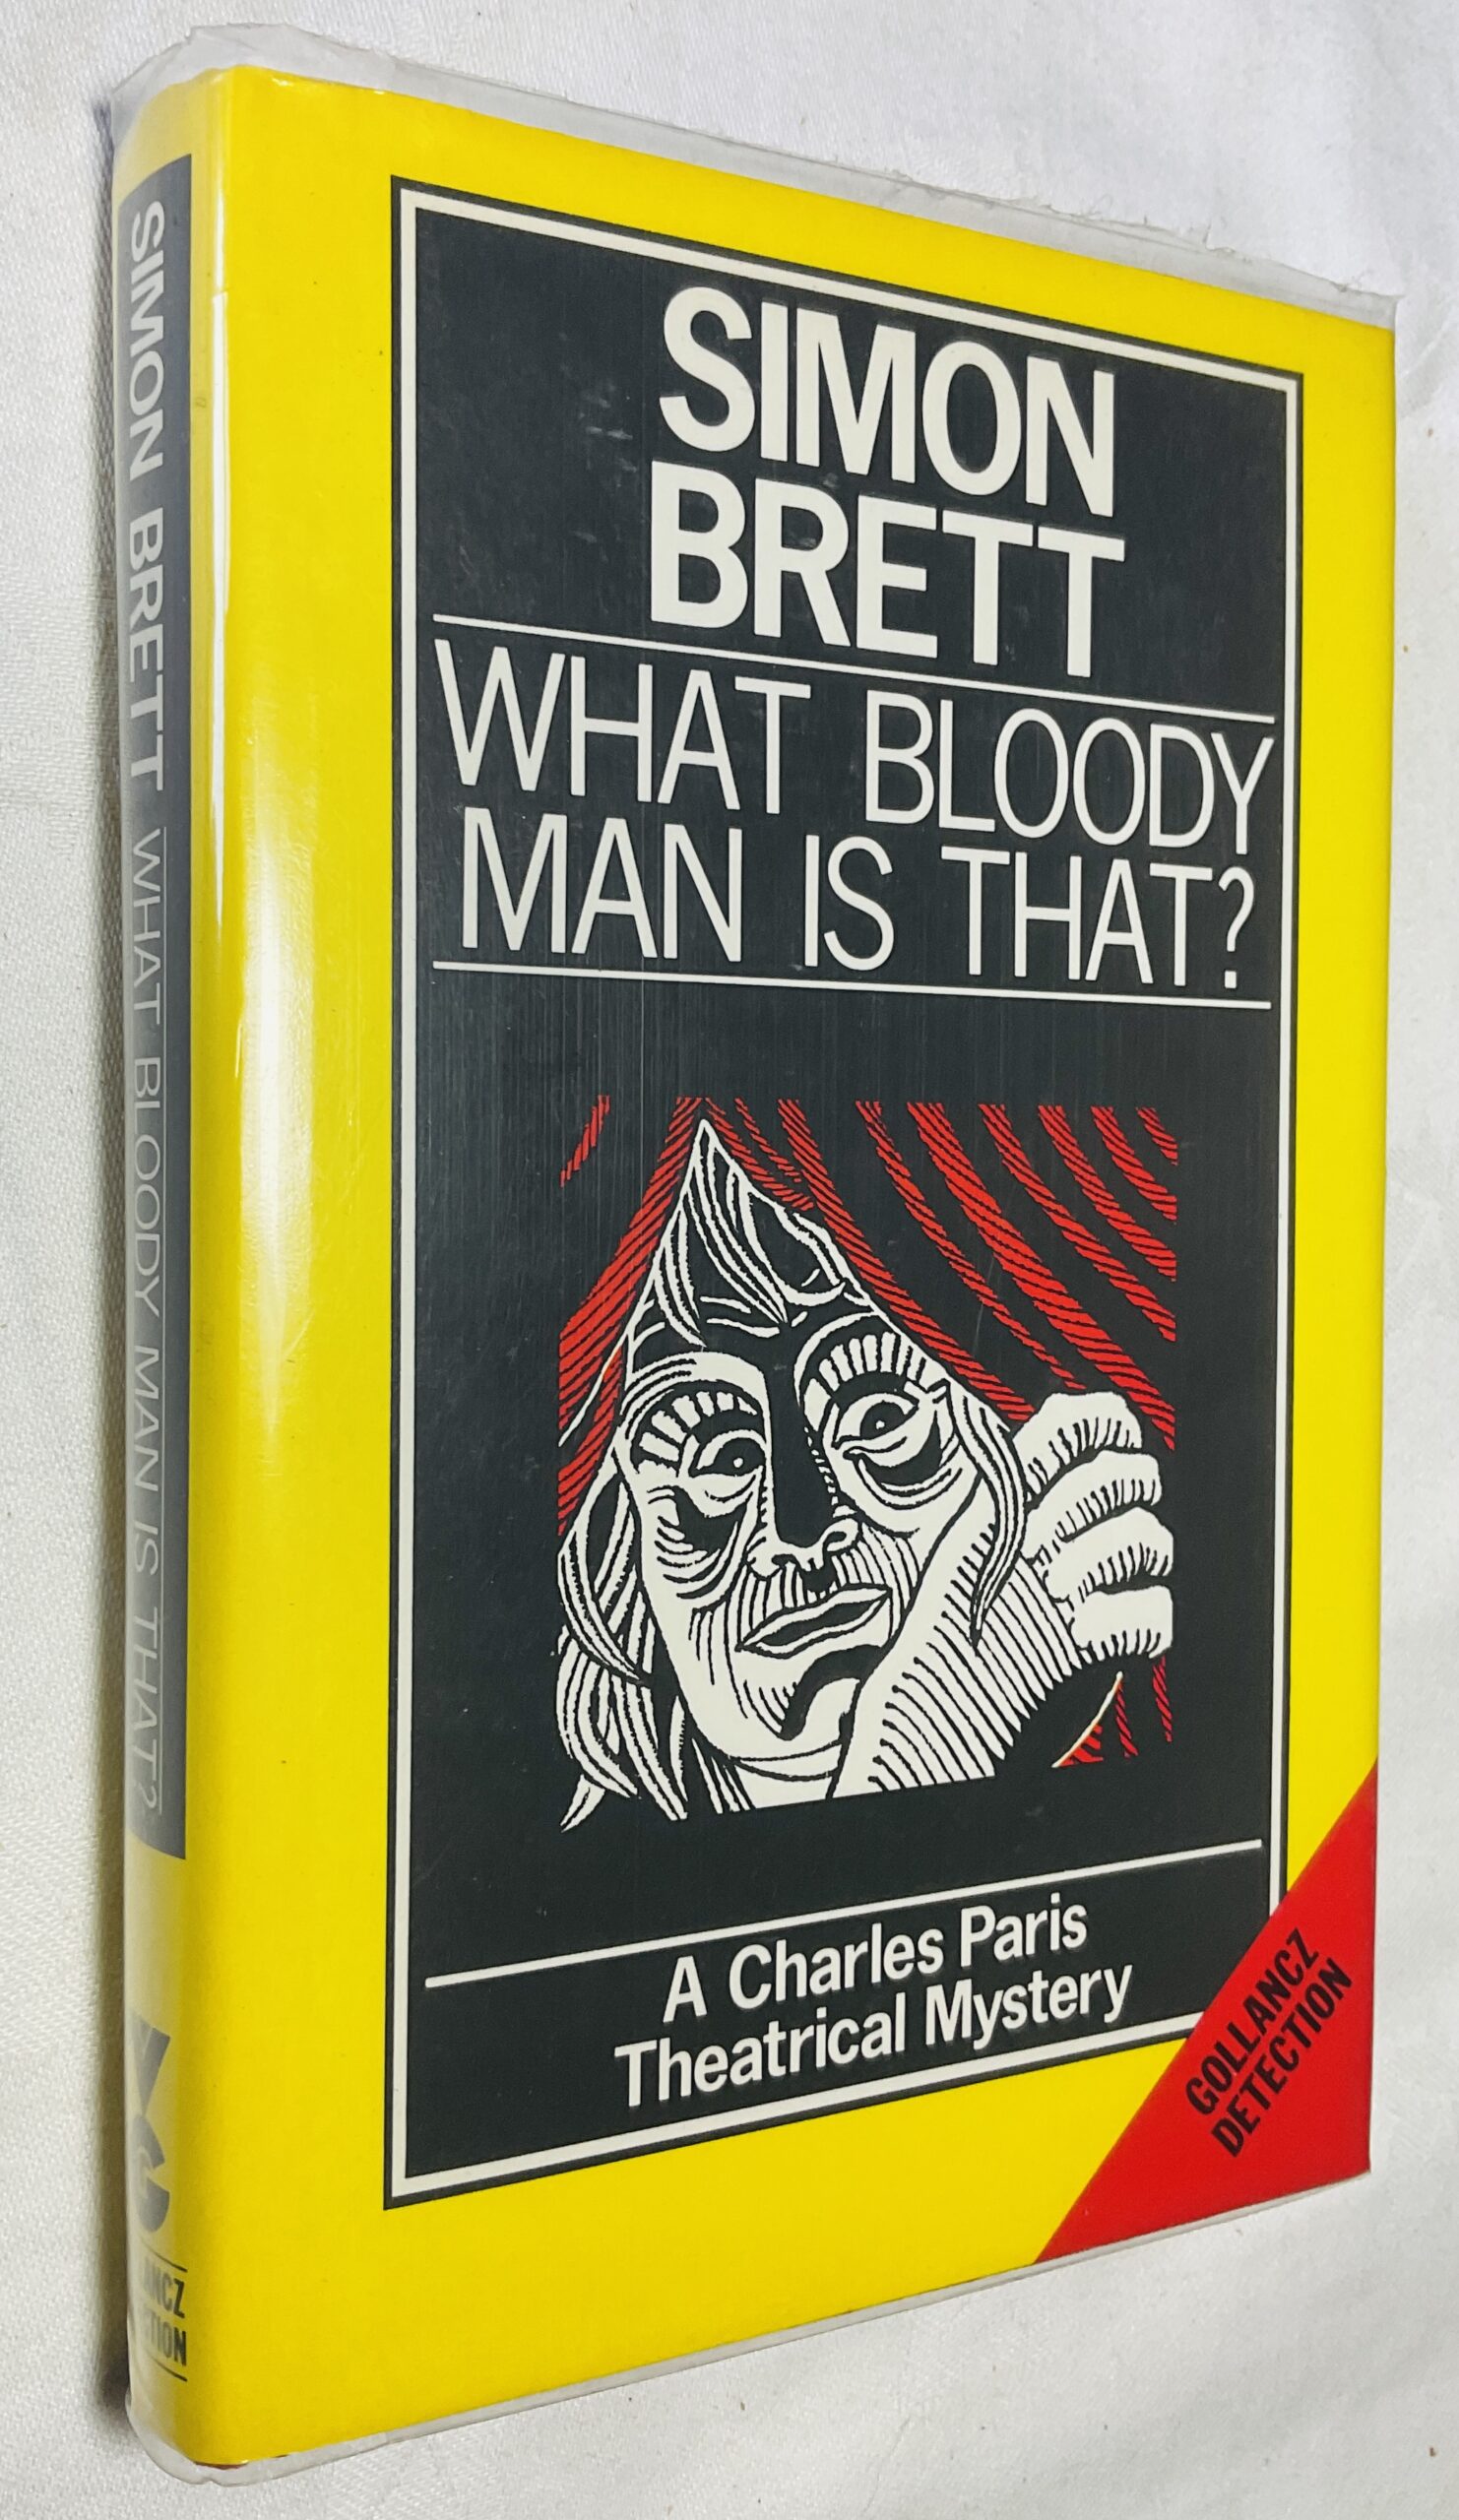 SIMON BRETT WHAT BLOODY MAN IS THAT?
VG
SIMON
BRETT
WHAT BLOODY
MAN IS THAT?
A Charles Paris
Theatrical Mystery
GOLLANCZ
DETECTION